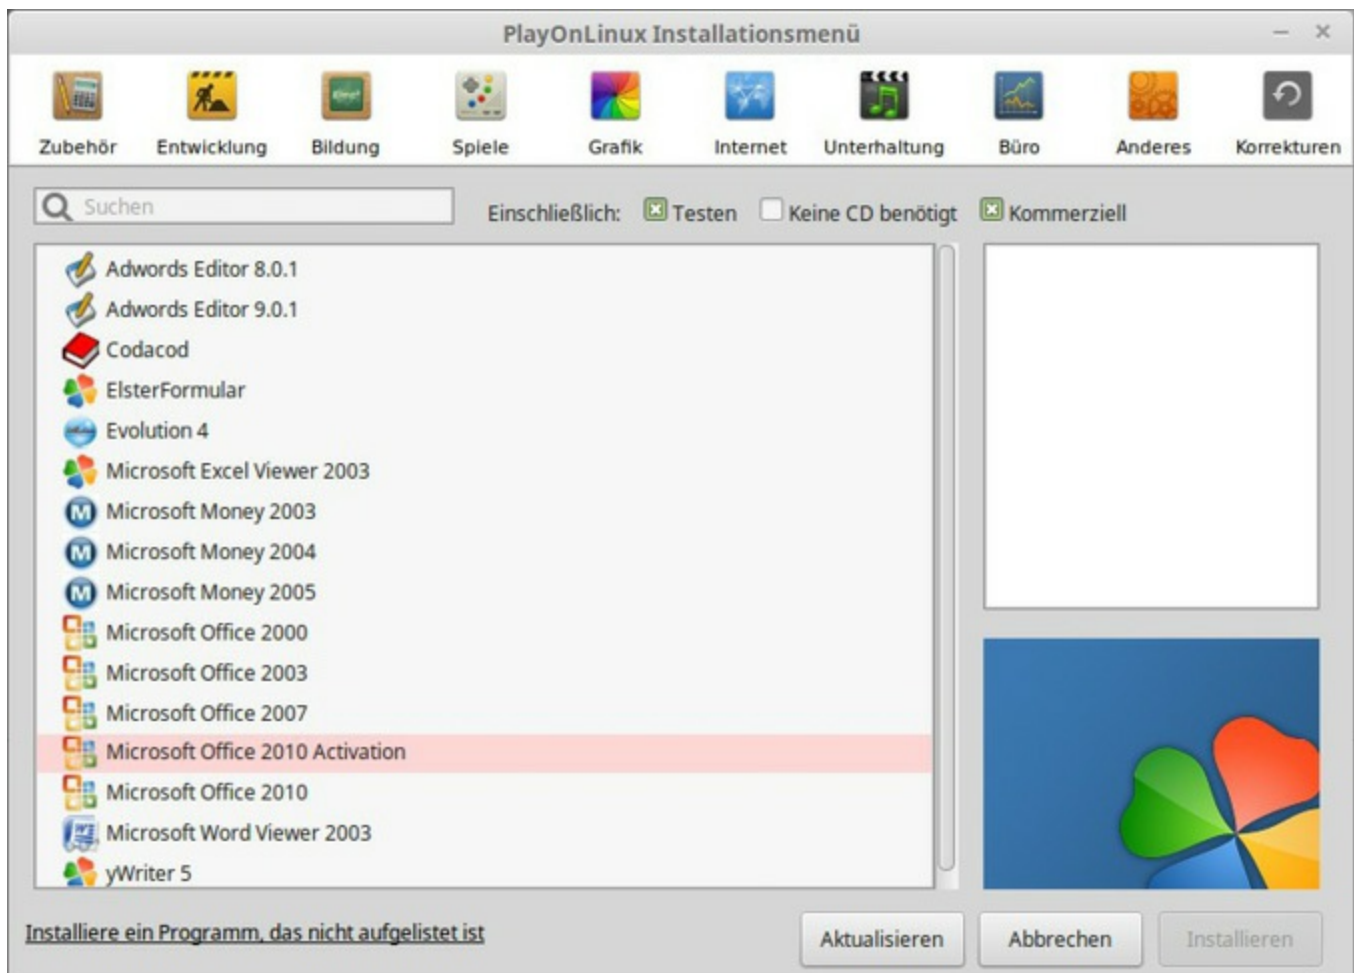 PlayOnLinux Installationsmenü
Zubehör Entwicklung Bildung Spiele Grafik Internet Unterhaltung Büro Anderes Korrekturen
Suchen Einschließlich: Testen Keine CD benötigt Kommerziell
Adwords Editor 8.0.1
Adwords Editor 9.0.1
Codacod
ElsterFormular
Evolution 4
Microsoft Excel Viewer 2003
Microsoft Money 2003
Microsoft Money 2004
Microsoft Money 2005
Microsoft Office 2000
Microsoft Office 2003
Microsoft Office 2007
Microsoft Office 2010 Activation
Microsoft Office 2010
Microsoft Word Viewer 2003
yWriter 5
Installiere ein Programm, das nicht aufgelistet ist Aktualisieren Abbrechen Installieren